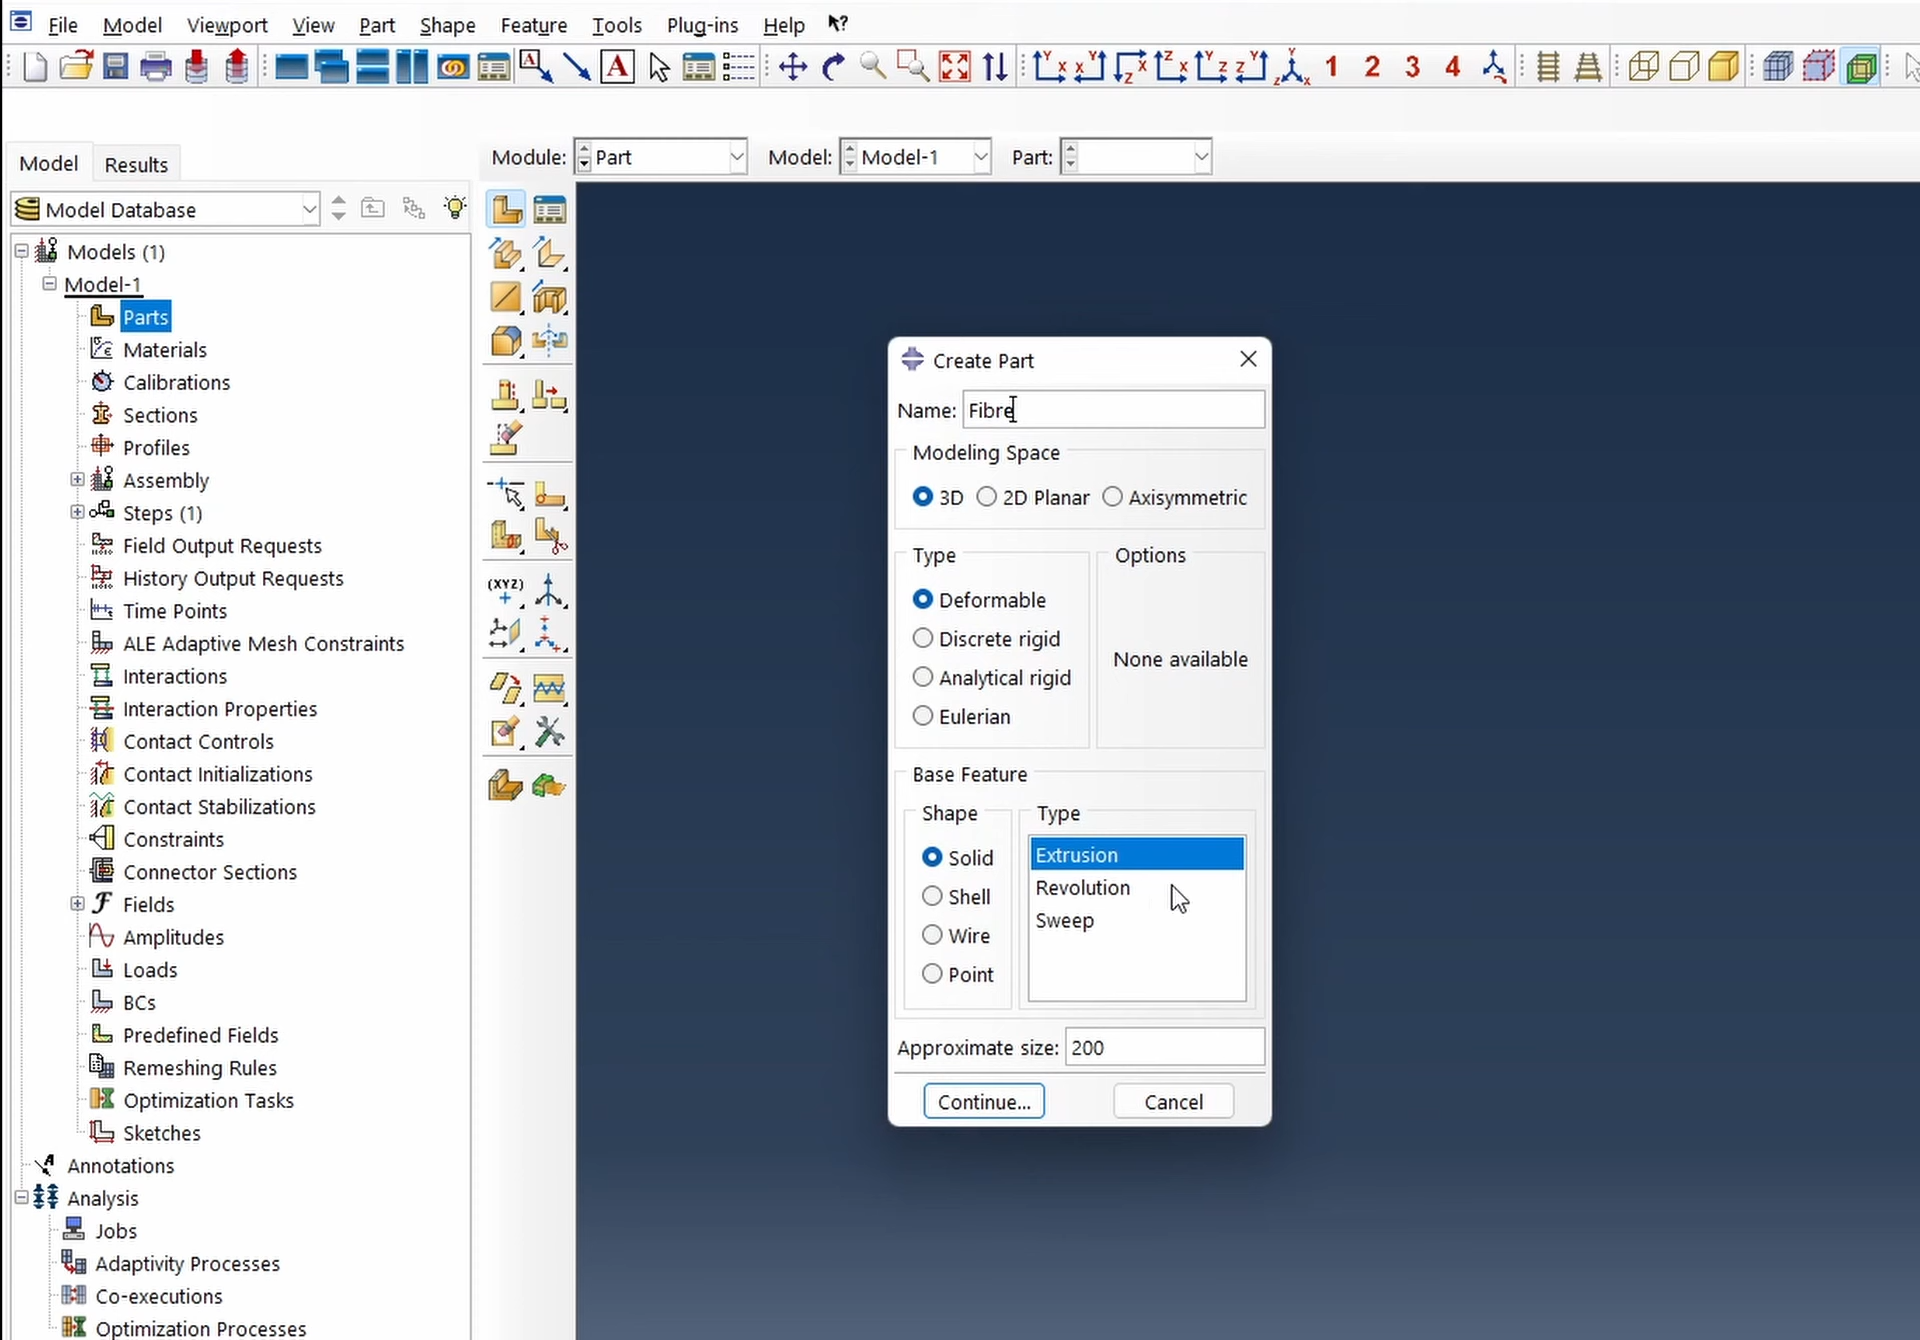 File Model Viewport View Part Shape Feature Tools Plug-ins Help
A A 1 2 3 4
Model Results Module: Part Model: Model-1 Part:
Model Database
Models (1)
Model-1
Parts
Materials
Calibrations
Sections
Profiles
Assembly
Steps (1)
Field Output Requests
History Output Requests
Time Points
ALE Adaptive Mesh Constraints
Interactions
Interaction Properties
Contact Controls
Contact Initializations
Contact Stabilizations
Constraints
Connector Sections
Fields
Amplitudes
Loads
BCs
Predefined Fields
Remeshing Rules
Optimization Tasks
Sketches
Annotations
Analysis
Jobs
Adaptivity Processes
Co-executions
Optimization Processes
(XYZ)
Create Part
Name: Fibre
Modeling Space
3D 2D Planar Axisymmetric
Type
Deformable
Discrete rigid
Analytical rigid
Eulerian
Options
None available
Base Feature
Shape
Solid
Shell
Wire
Point
Type
Extrusion
Revolution
Sweep
Approximate size: 200
Continue... Cancel